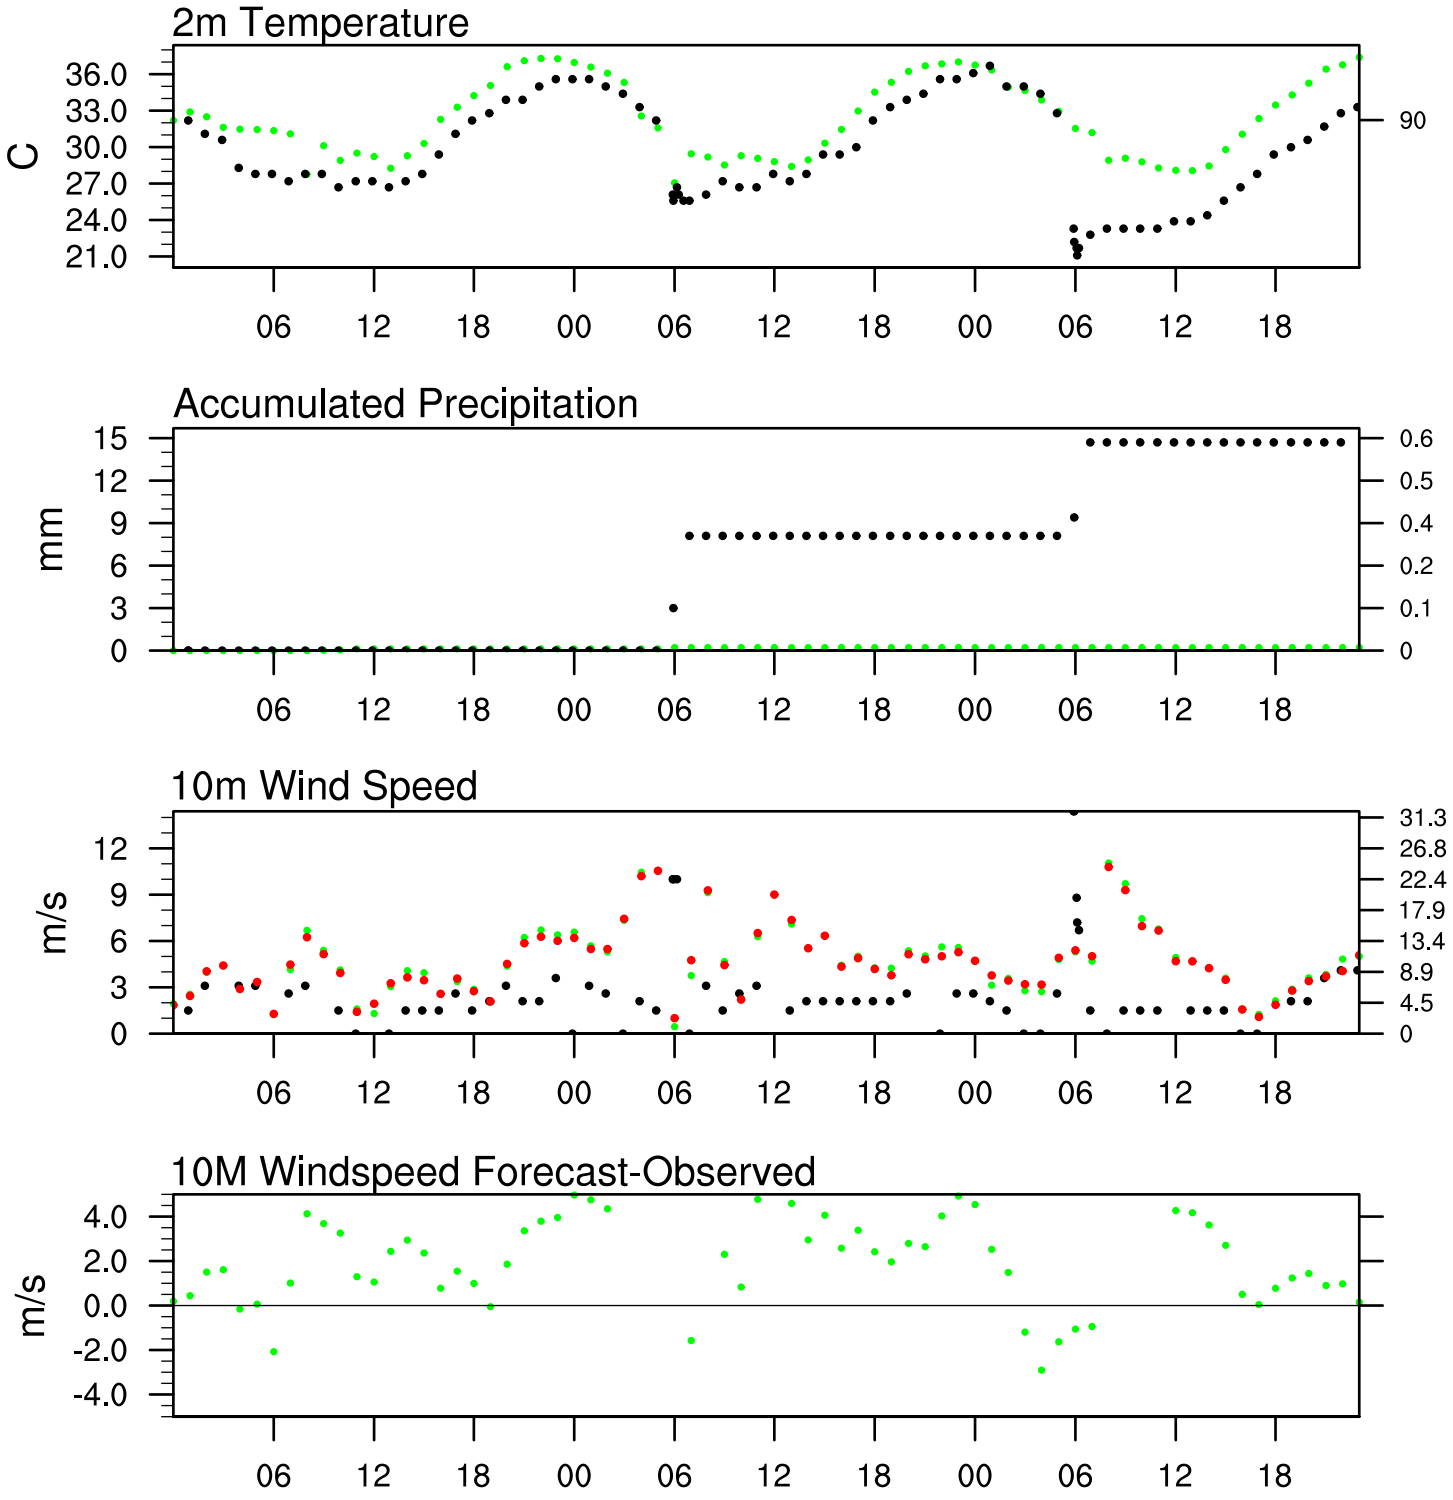 2m Temperature
36.0
33.0
90
30.0
C
27.0
24.0
21.0
06 12 18 00 06 12 18 00 06 12 18
Accumulated Precipitation
15 0.6
12 0.5
9 0.4
mm
6 0.2
3 0.1
0 0
06 12 18 00 06 12 18 00 06 12 18
10m Wind Speed
31.3
12 26.8
9 22.4
17.9
m/s
6 13.4
8.9
3 4.5
0 0
06 12 18 00 06 12 18 00 06 12 18
10M Windspeed Forecast-Observed
4.0
2.0
m/s
0.0
-2.0
-4.0
06 12 18 00 06 12 18 00 06 12 18